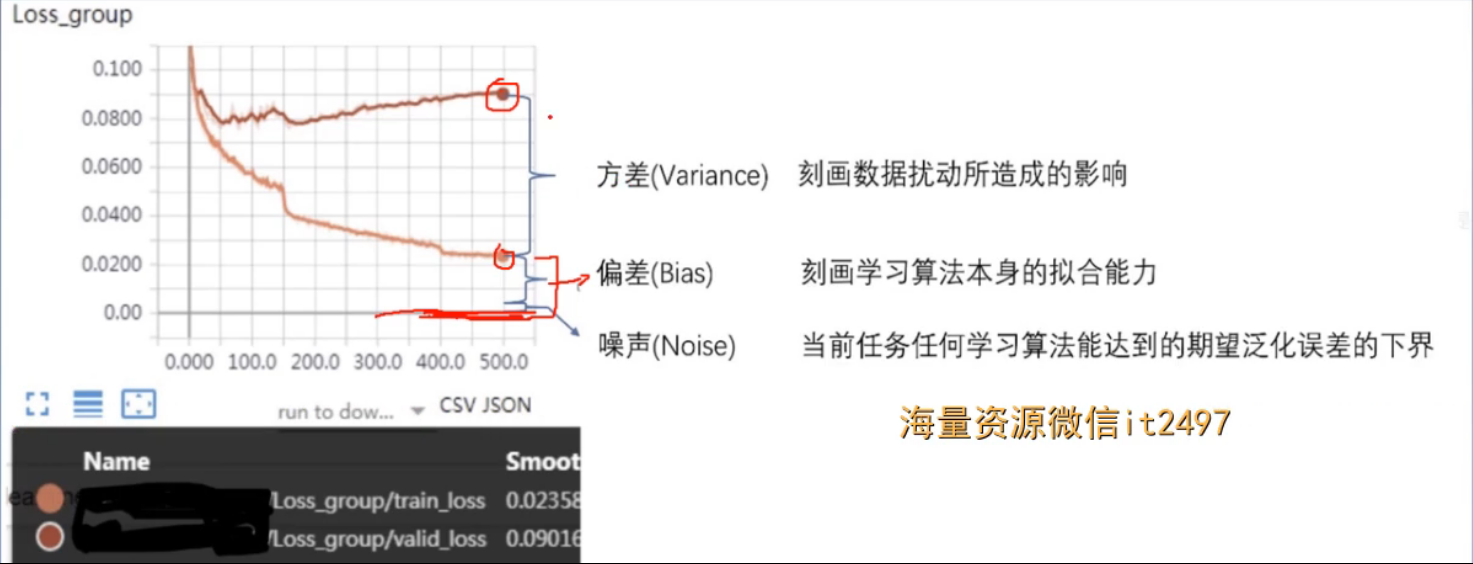 Loss_group
0.100
0.0800
0.0600
0.0400
0.0200
0.00
0.000 100.0 200.0 300.0 400.0 500.0
方差(Variance) 刻画数据扰动所造成的影响
偏差(Bias) 刻画学习算法本身的拟合能力
噪声(Noise) 当前任务任何学习算法能达到的期望泛化误差的下界
run to dow... CSV JSON
海量资源微信it2497
Name Smoot
/Loss_group/train_loss 0.02358
/Loss_group/valid_loss 0.09016